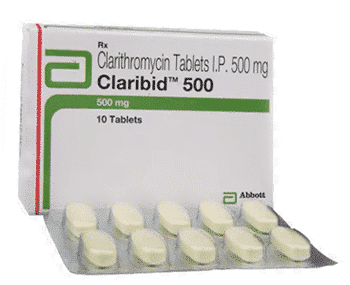 Rx
Clarithromycin Tablets I.P. 500 mg
Claribid™ 500
500 mg
10 Tablets
Abbott